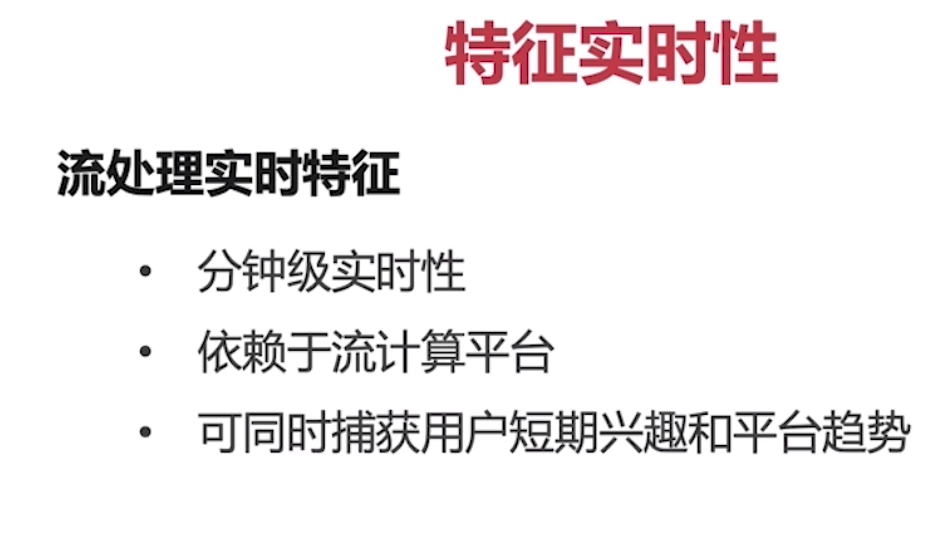 特征实时性
流处理实时特征
• 分钟级实时性
• 依赖于流计算平台
• 可同时捕获用户短期兴趣和平台趋势